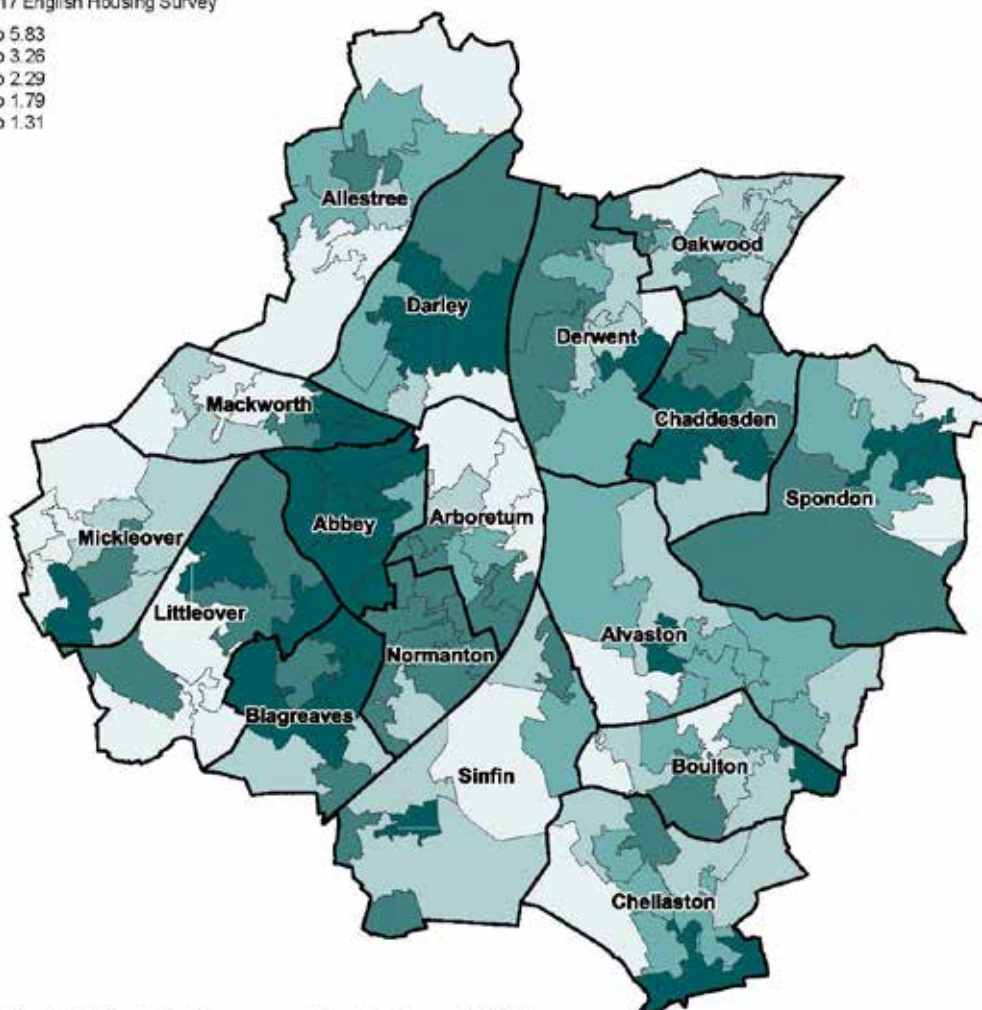 17 English Housing Survey
o 5.83
o 3.26
o 2.29
o 1.79
o 1.31
Allestree
Oakwood
Darley
Derwent
Mackworth
Chaddesden
Spondon
Abbey
Arboretum
Mickleover
Littleover
Alvaston
Normanton
Blagreaves
Sinfin
Boulton
Chellaston